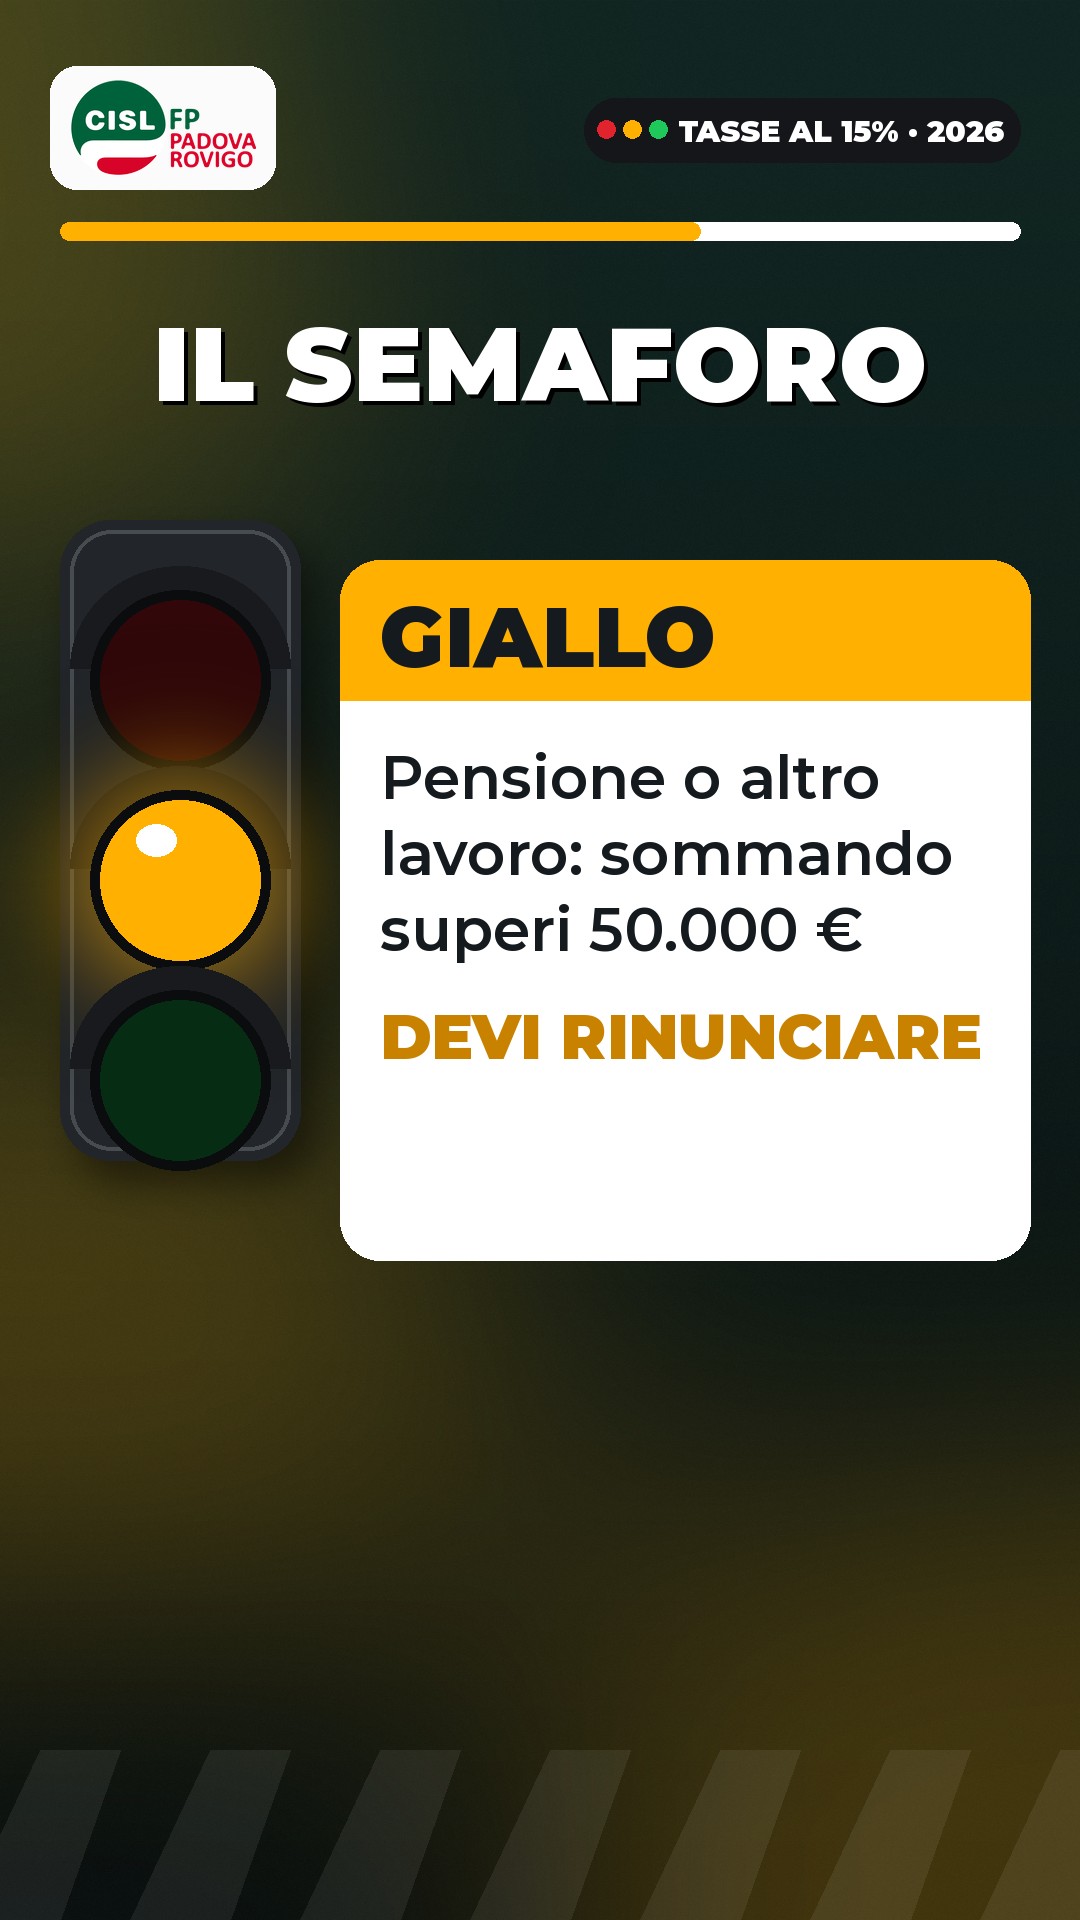 CISL FP
PADOVA
ROVIGO
TASSE AL 15% • 2026
IL SEMAFORO
GIALLO
Pensione o altro
lavoro: sommando
superi 50.000 €
DEVI RINUNCIARE